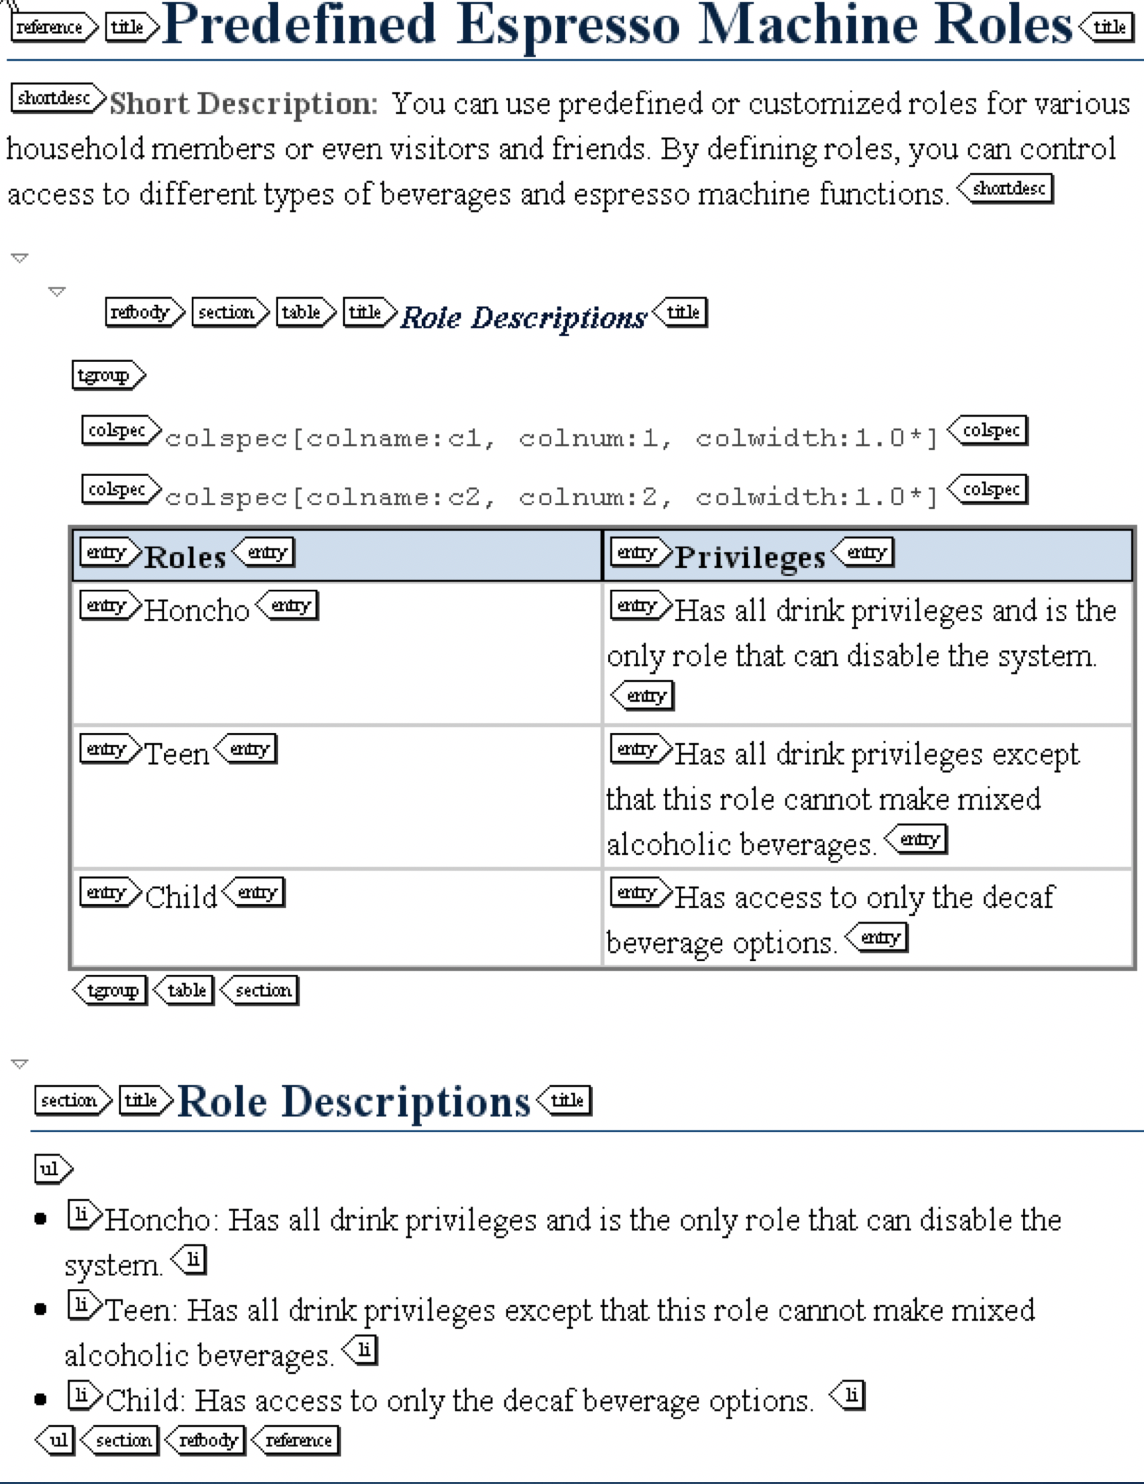 reference title Predefined Espresso Machine Roles title
shortdesc Short Description: You can use predefined or customized roles for various
household members or even visitors and friends. By defining roles, you can control
access to different types of beverages and espresso machine functions. shortdesc
refbody section table title Role Descriptions title
tgroup
colspec colspec[colname:c1, colnum:1, colwidth:1.0*] colspec
colspec colspec[colname:c2, colnum:2, colwidth:1.0*] colspec
entry Roles entry
entry Privileges entry
entry Honcho entry
entry Has all drink privileges and is the
only role that can disable the system.
entry
entry Teen entry
entry Has all drink privileges except
that this role cannot make mixed
alcoholic beverages. entry
entry Child entry
entry Has access to only the decaf
beverage options. entry
tgroup table section
section title Role Descriptions title
ul
• li Honcho: Has all drink privileges and is the only role that can disable the
system. li
• li Teen: Has all drink privileges except that this role cannot make mixed
alcoholic beverages. li
• li Child: Has access to only the decaf beverage options. li
ul section refbody reference